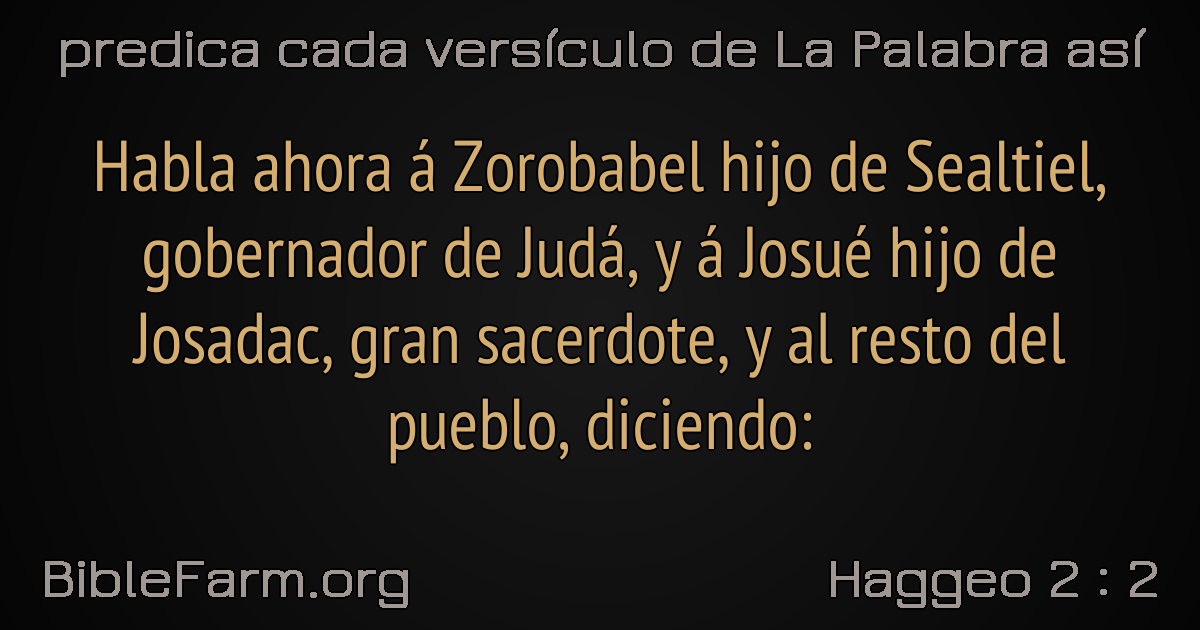 predica cada versículo de La Palabra así
Habla ahora á Zorobabel hijo de Sealtiel,
gobernador de Judá, y á Josué hijo de
Josadac, gran sacerdote, y al resto del
pueblo, diciendo:
BibleFarm.org
Haggeo 2 : 2